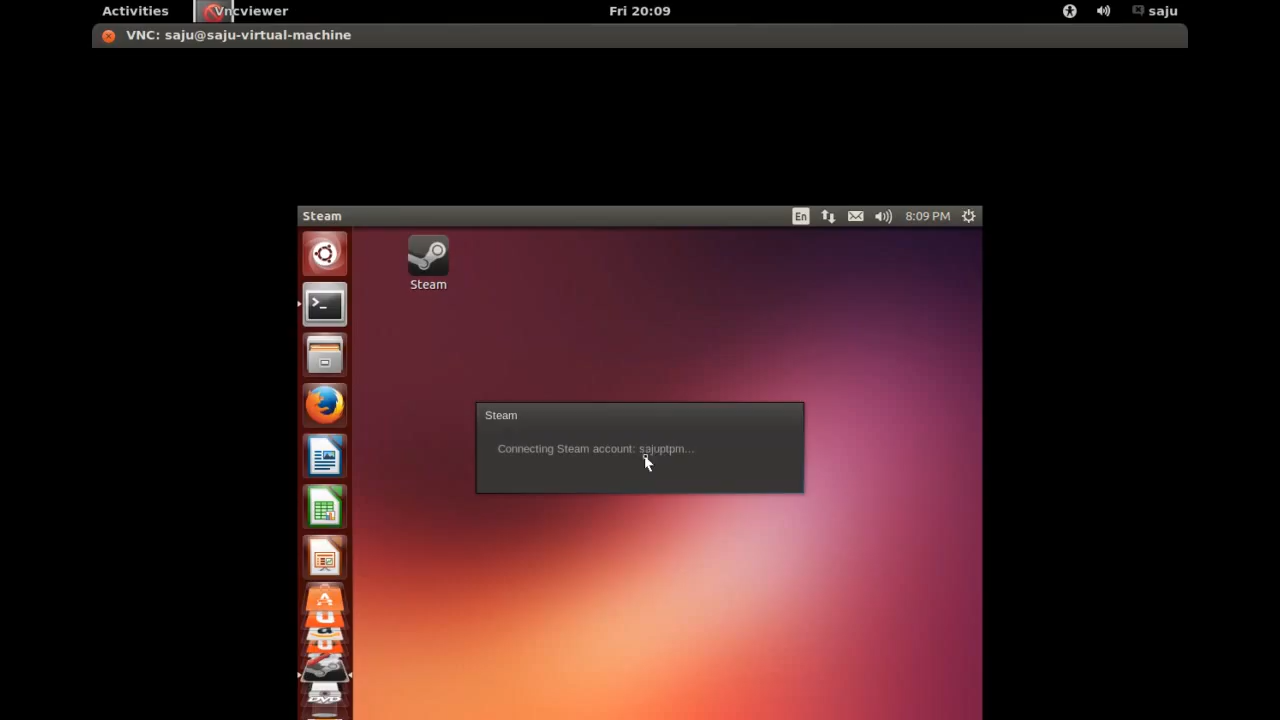 Activities
Vncviewer
Fri 20:09
saju
VNC: saju@saju-virtual-machine
Steam
En
8:09 PM
Steam
Steam
Connecting Steam account: sajuptpm...
DVD